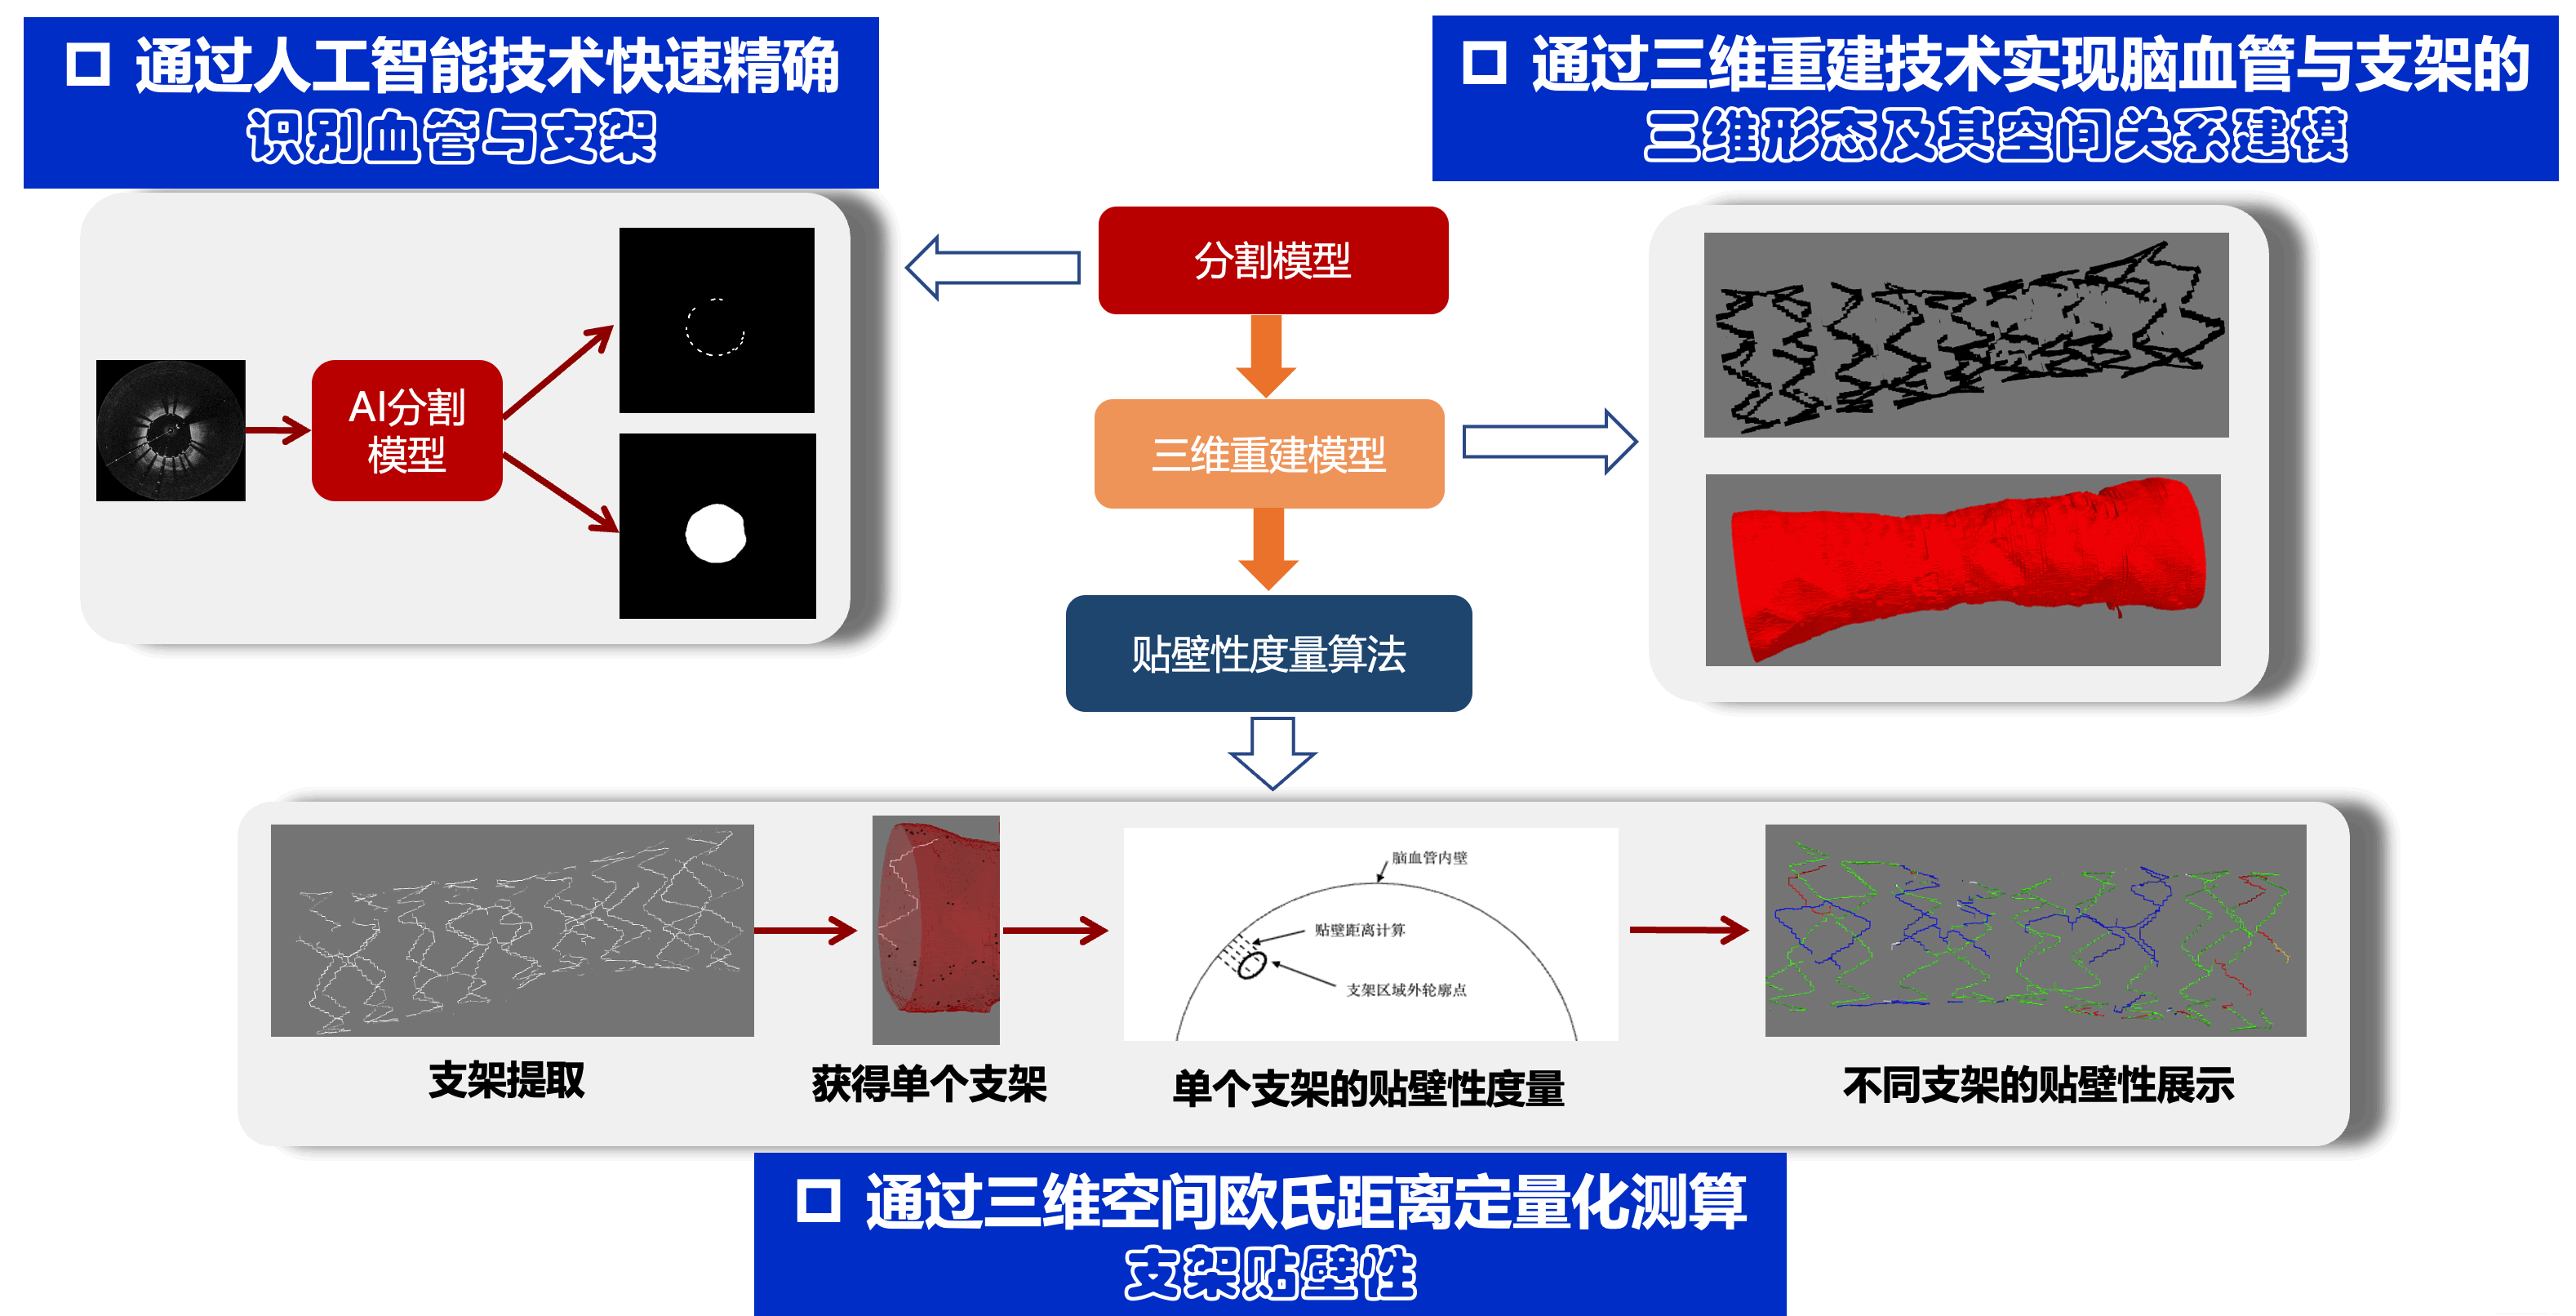 通过人工智能技术快速精确
识别血管与支架
通过三维重建技术实现脑血管与支架的
三维形态及其空间关系建模
分割模型
AI分割
模型
三维重建模型
贴壁性度量算法
脑血管内壁
贴壁距离计算
支架区域外轮廓点
支架提取
获得单个支架
单个支架的贴壁性度量
不同支架的贴壁性展示
通过三维空间欧氏距离定量化测算
支架贴壁性